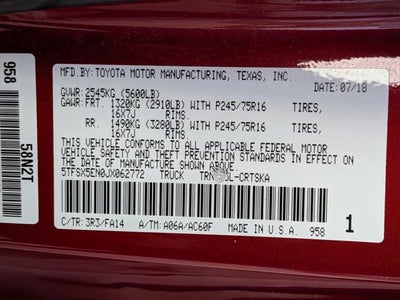 MFD.BY:TOYOTA MOTOR MANUFACTURING, TEXAS, INC.
GVWR: 2545KG (5600LB) DATE: 07/18
GAWR: FRT. 1320KG (2910LB) WITH P245/75R16 TIRES,
16X7J RIMS.
RR. 1490KG (3280LB) WITH P245/75R16 TIRES,
16X7J RIMS.
THIS VEHICLE CONFORMS TO ALL APPLICABLE FEDERAL MOTOR
VEHICLE SAFETY AND THEFT PREVENTION STANDARDS IN EFFECT
ON THE DATE OF MANUFACTURE SHOWN ABOVE.
5TFSX5EN0JX062772 TRUCK L-CRTSKA
C/TR: 3R3/FA14 A/TM: A06A/AC60F MADE IN U.S.A. 958 1
958
58N2T